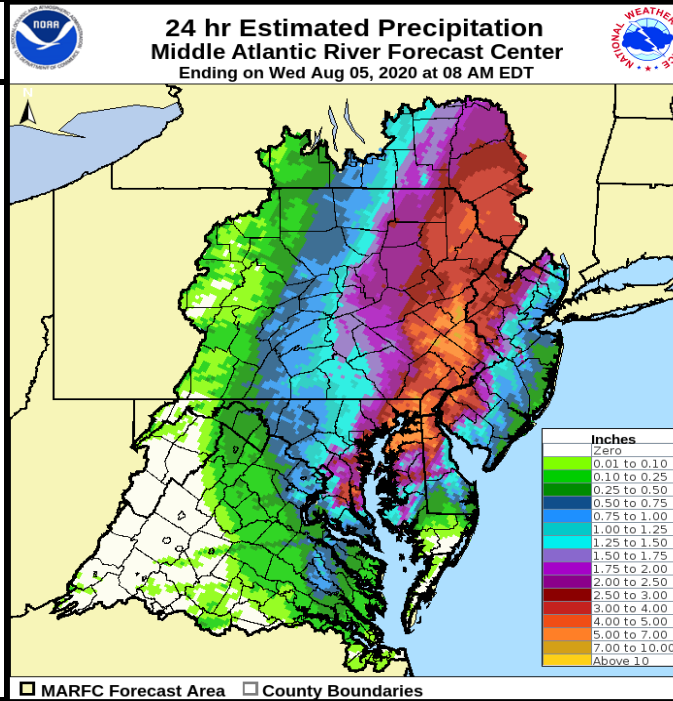 24 hr Estimated Precipitation
Middle Atlantic River Forecast Center
Ending on Wed Aug 05, 2020 at 08 AM EDT
NOAA
NATIONAL WEATHER
N
Inches
Zero
0.01 to 0.10
0.10 to 0.25
0.25 to 0.50
0.50 to 0.75
0.75 to 1.00
1.00 to 1.25
1.25 to 1.50
1.50 to 1.75
1.75 to 2.00
2.00 to 2.50
2.50 to 3.00
3.00 to 4.00
4.00 to 5.00
5.00 to 7.00
7.00 to 10.00
Above 10
MARFC Forecast Area County Boundaries